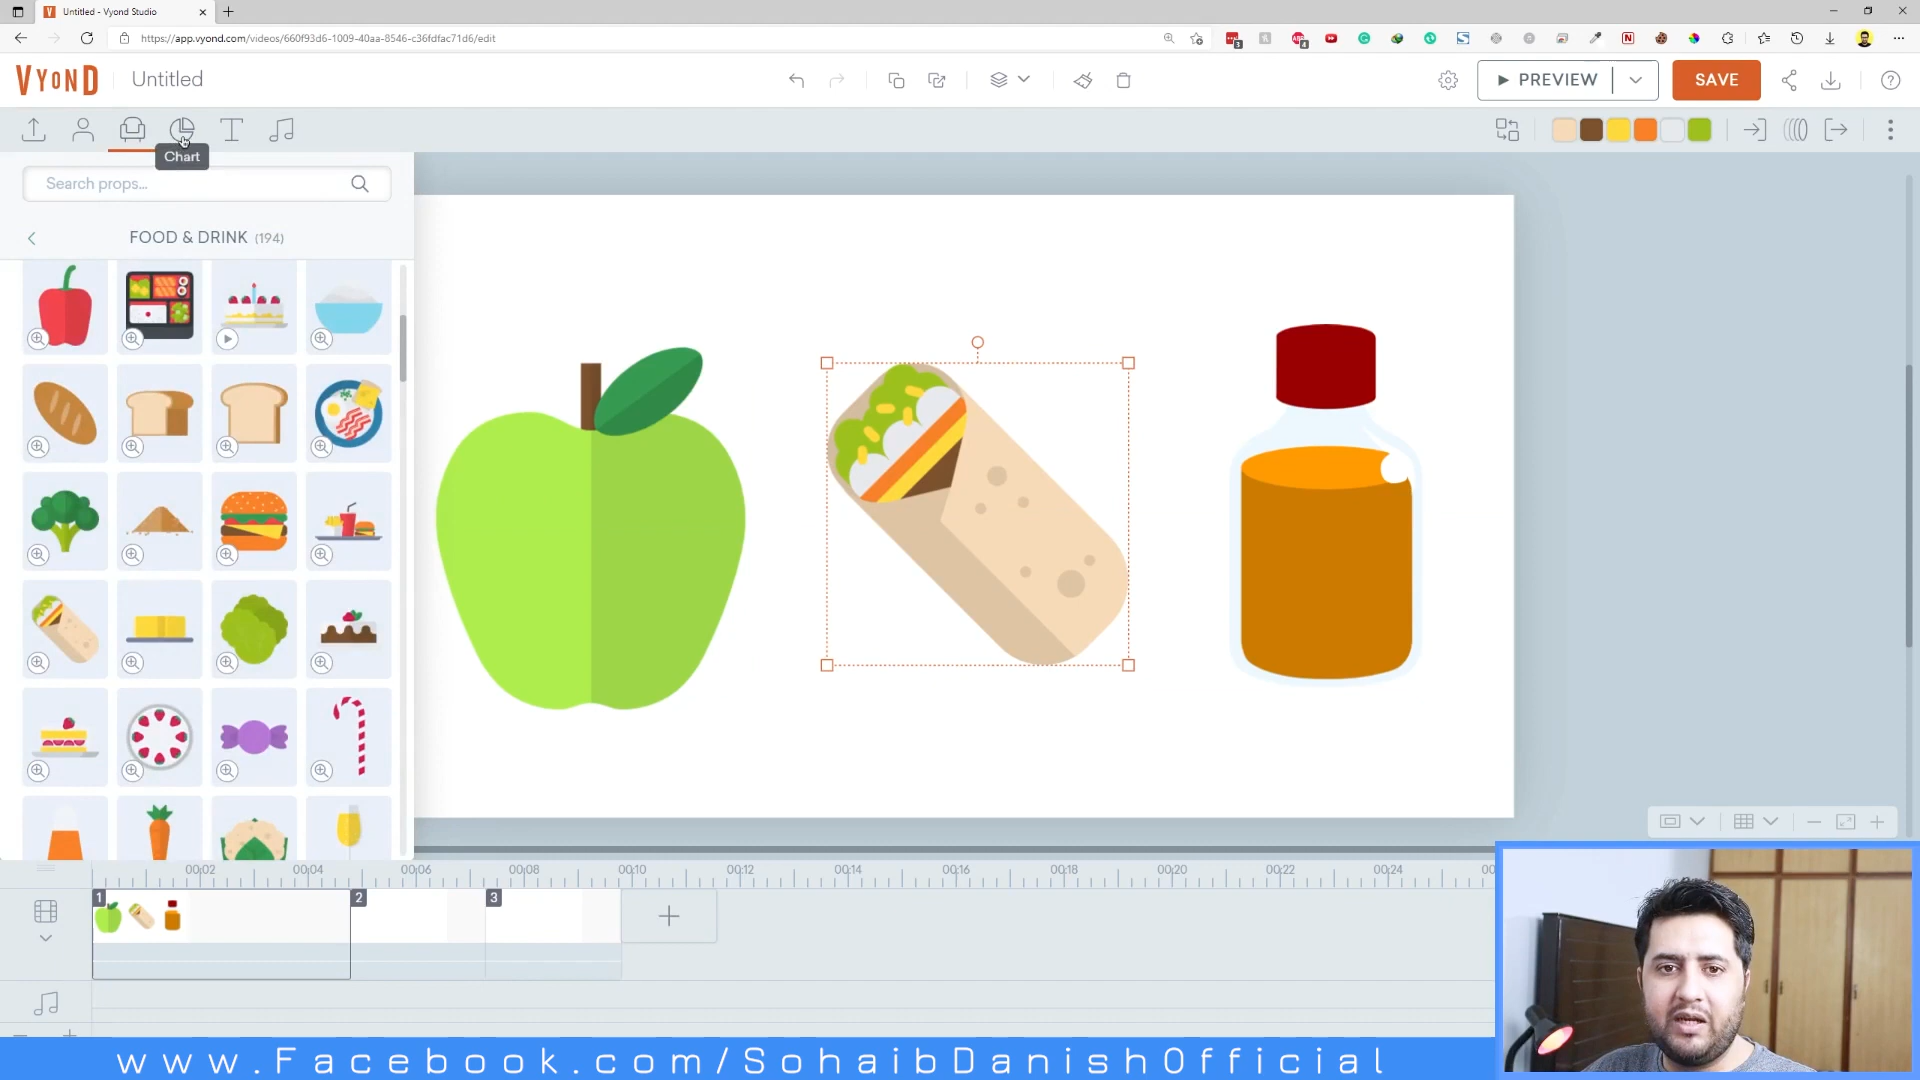 Untitled - Vyond Studio
https://app.vyond.com/videos/660f93d6-1009-40aa-8546-c36fdfac71d6/edit
VYOND
Untitled
PREVIEW
SAVE
Chart
Search props...
FOOD & DRINK (194)
00:02
00:04
00:06
00:08
00:10
00:12
00:14
00:16
00:18
00:20
00:22
00:24
00
1
2
3
www.Facebook.com/SohaibDanishOfficial